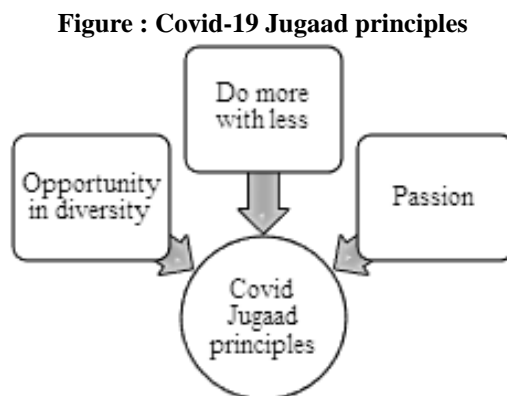 Figure : Covid-19 Jugaad principles
Do more
with less
Opportunity
in diversity
Passion
Covid
Jugaad
principles